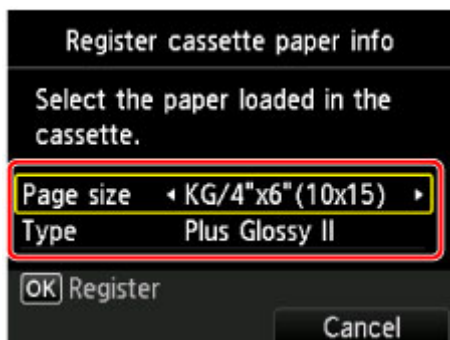 Register cassette paper info
Select the paper loaded in the
cassette.
Page size KG/4"x6"(10x15)
Type Plus Glossy II
OK Register
Cancel